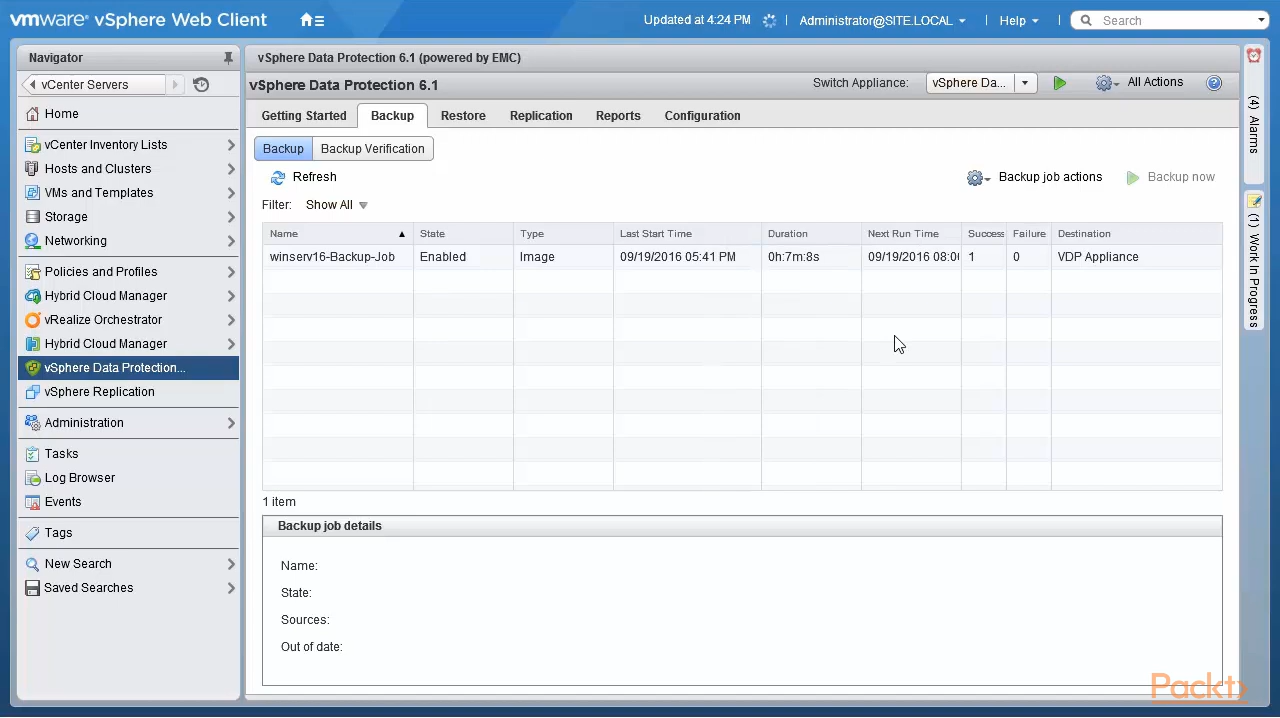 vmware® vSphere Web Client
Updated at 4:24 PM
Administrator@SITE.LOCAL
Help
Search
Navigator
vCenter Servers
Home
vCenter Inventory Lists
Hosts and Clusters
VMs and Templates
Storage
Networking
Policies and Profiles
Hybrid Cloud Manager
vRealize Orchestrator
Hybrid Cloud Manager
vSphere Data Protection...
vSphere Replication
Administration
Tasks
Log Browser
Events
Tags
New Search
Saved Searches
vSphere Data Protection 6.1 (powered by EMC)
vSphere Data Protection 6.1
Switch Appliance:
vSphere Da...
All Actions
Getting Started Backup Restore Replication Reports Configuration
Backup Backup Verification
Refresh
Backup job actions
Backup now
Filter: Show All
Name State Type Last Start Time Duration Next Run Time Success Failure Destination
winserv16-Backup-Job Enabled Image 09/19/2016 05:41 PM 0h:7m:8s 09/19/2016 08:0 1 0 VDP Appliance
1 item
Backup job details
Name:
State:
Sources:
Out of date:
(4) Alarms
(1) Work In Progress
Packt